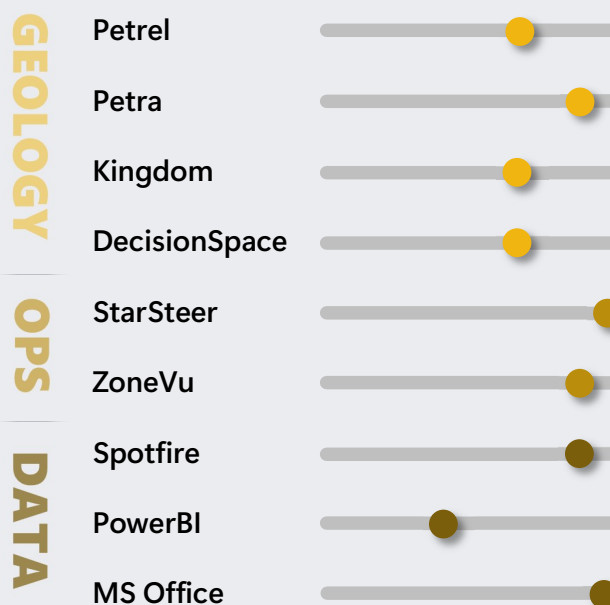 GEOLOGY
Petrel
Petra
Kingdom
DecisionSpace
OPS
StarSteer
ZoneVu
DATA
Spotfire
PowerBI
MS Office